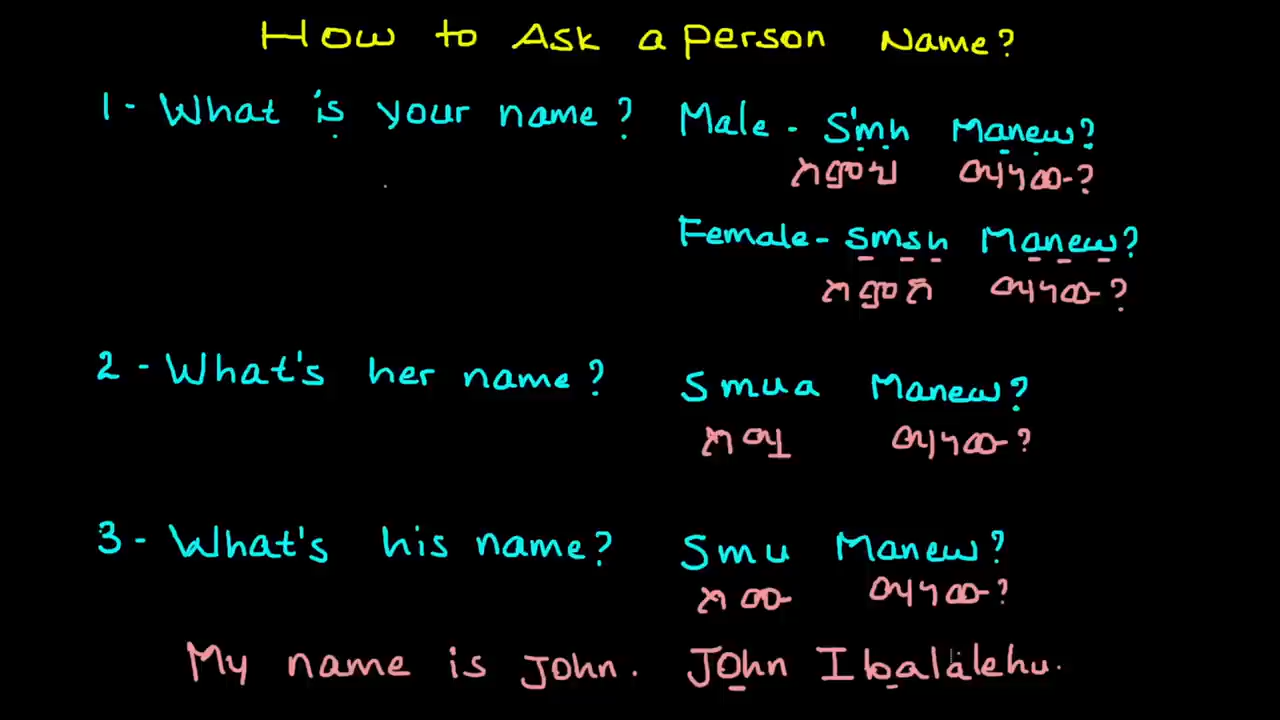 How to Ask a person Name?
1- What is your name? Male - S'mh Manew?
ስምህ ማነው?
Female - smsh Manew?
ስምሽ ማነው?
2 - What's her name? Smua Manew?
ስሟ ማነው?
3 - What's his name? Smu Manew?
ስሙ ማነው?
My name is John. John Ibalalehu.